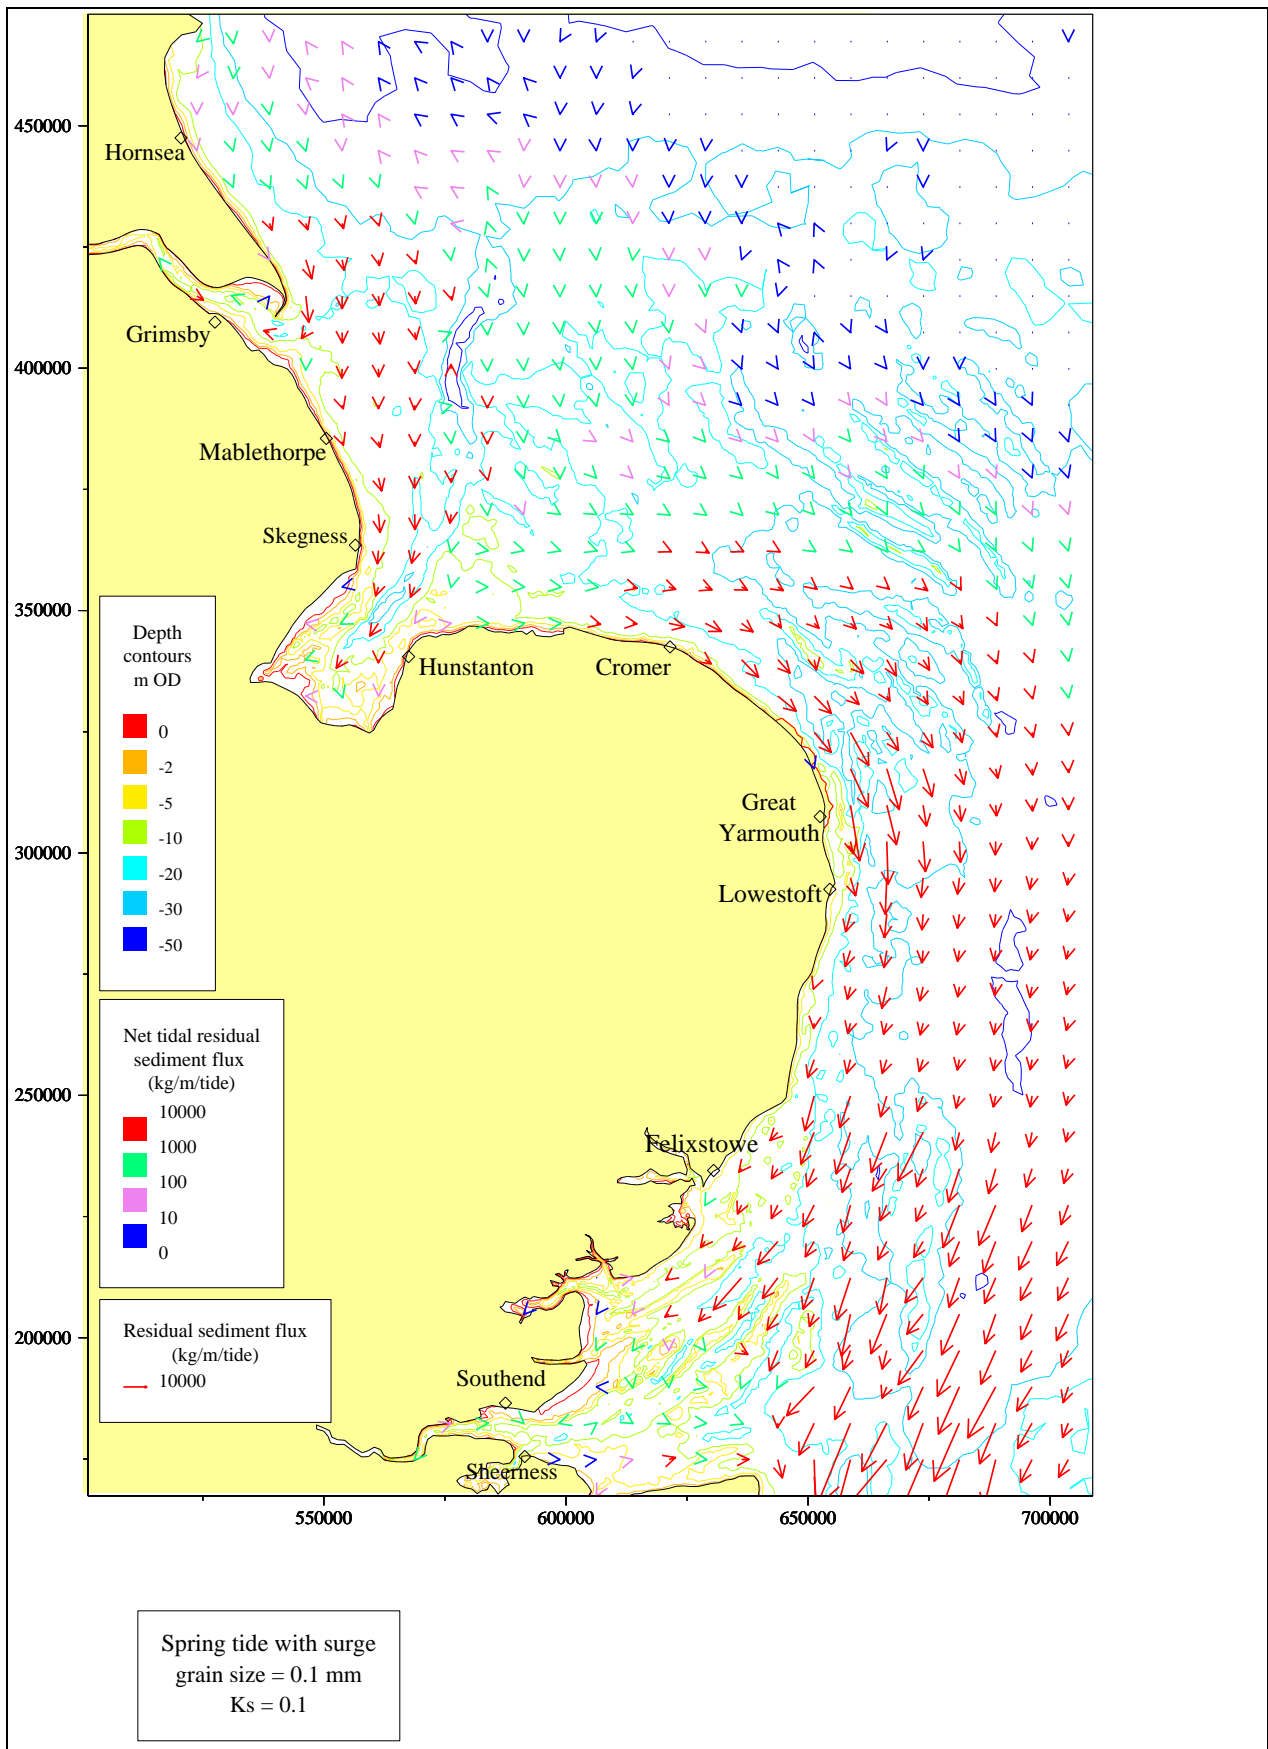 450000
Hornsea
Grimsby
400000
Mablethorpe
Skegness
350000
Depth
contours
m OD
0
-2
-5
-10
-20
-30
-50
Hunstanton
Cromer
Great
Yarmouth
300000
Lowestoft
Net tidal residual
sediment flux
(kg/m/tide)
10000
1000
100
10
0
250000
Felixstowe
Residual sediment flux
(kg/m/tide)
10000
200000
Southend
Sheerness
550000
600000
650000
700000
Spring tide with surge
grain size = 0.1 mm
Ks = 0.1